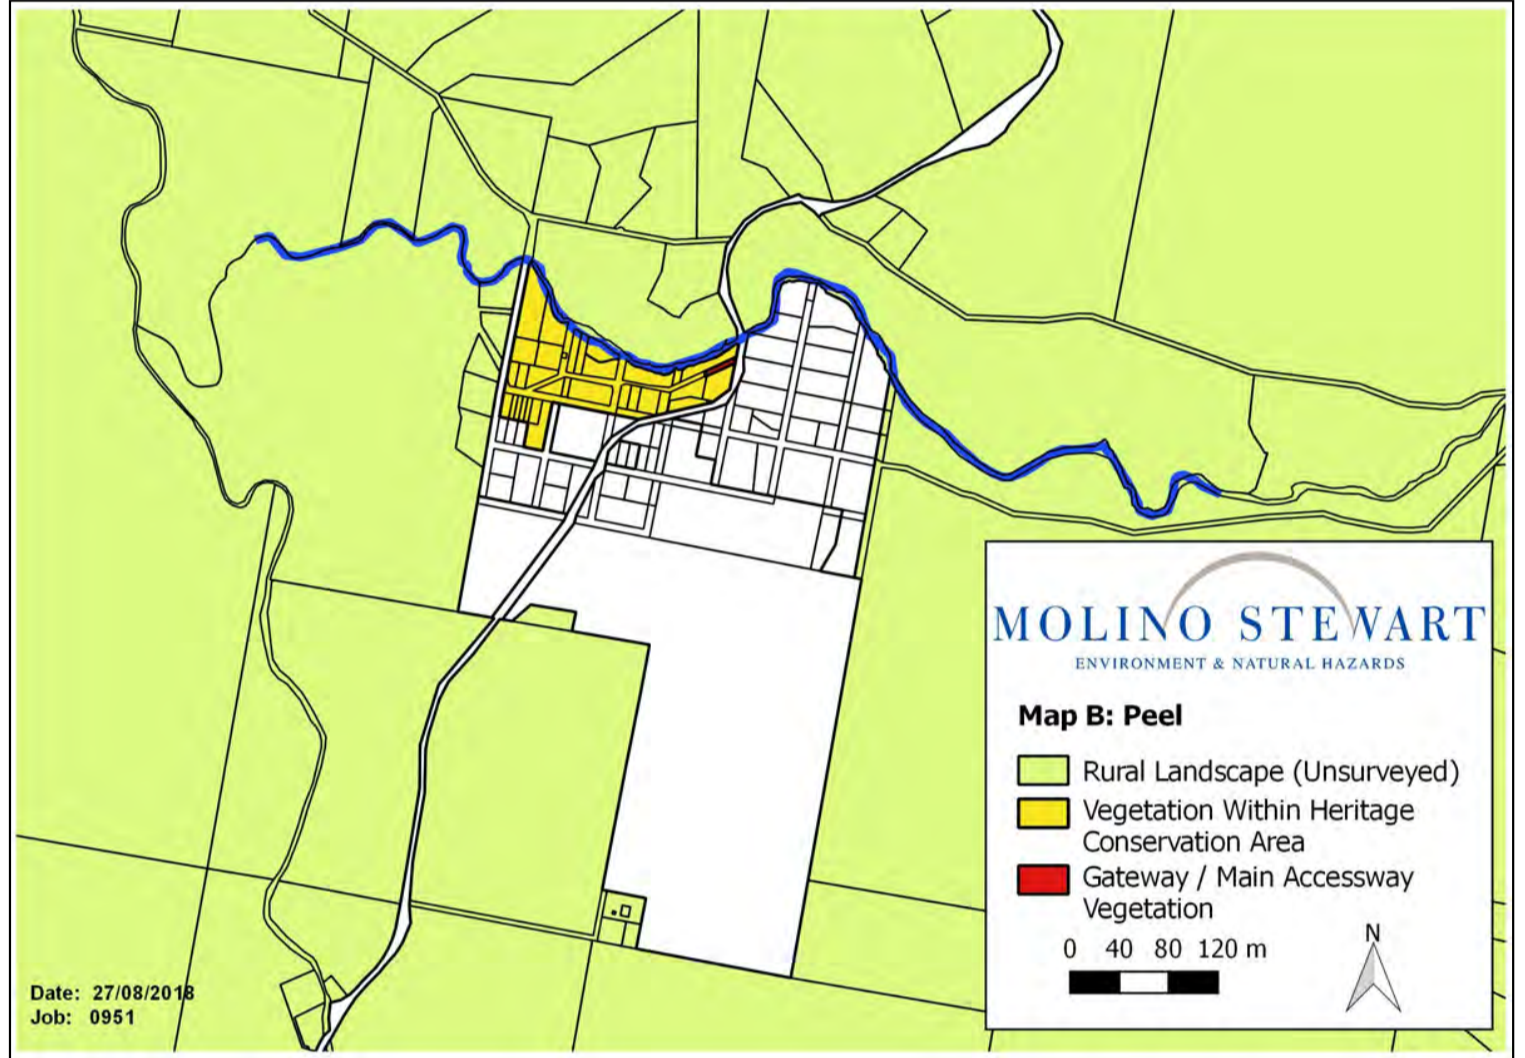 MOLINO STEWART
ENVIRONMENT & NATURAL HAZARDS
Map B: Peel
Rural Landscape (Unsurveyed)
Vegetation Within Heritage
Conservation Area
Gateway / Main Accessway
Vegetation
0 40 80 120 m
N
Date: 27/08/2018
Job: 0951